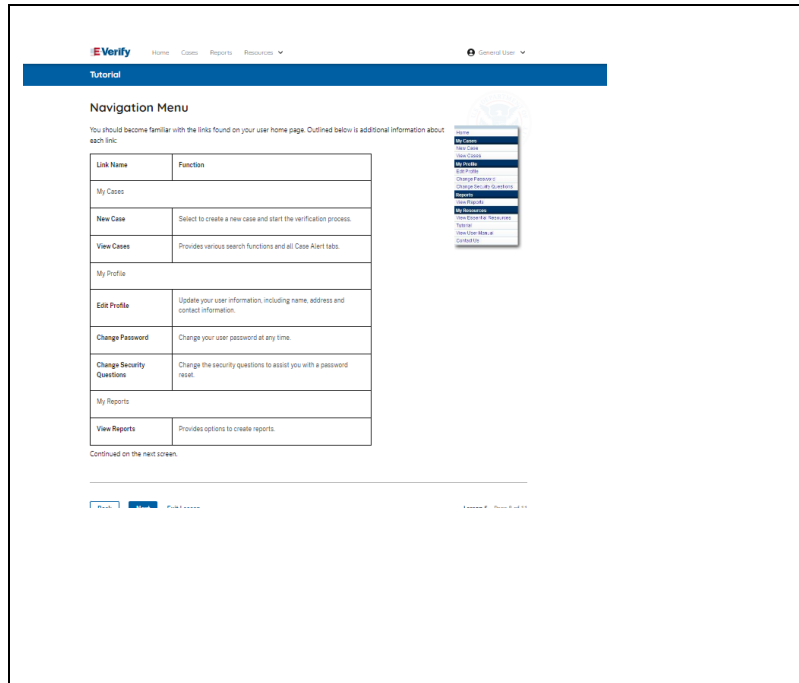 E-Verify Home Cases Reports Resources General User
Tutorial
Navigation Menu
You should become familiar with the links found on your user home page. Outlined below is additional information about
each link:
Link Name Function
My Cases
New Case Select to create a new case and start the verification process.
View Cases Provides various search functions and all Case Alert tabs.
My Profile
Edit Profile Update your user information, including name, address and
contact information.
Change Password Change your user password at any time.
Change Security
Questions Change the security questions to assist you with a password
reset.
My Reports
View Reports Provides options to create reports.
Continued on the next screen.
Home
My Cases
New Case
View Cases
My Profile
Edit Profile
Change Password
Change Security Questions
Reports
View Reports
My Resources
View Essential Resources
Tutorial
View User Manual
Contact Us
Back Next Exit Lesson